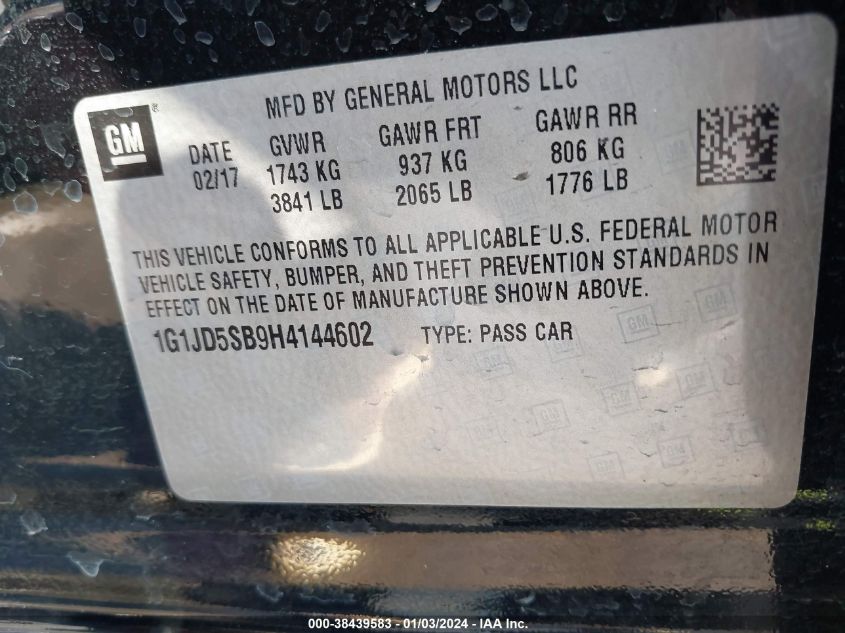 MFD BY GENERAL MOTORS LLC
GM ®
DATE GVWR GAWR FRT GAWR RR
02/17 1743 KG 937 KG 806 KG
3841 LB 2065 LB 1776 LB
THIS VEHICLE CONFORMS TO ALL APPLICABLE U.S. FEDERAL MOTOR
VEHICLE SAFETY, BUMPER, AND THEFT PREVENTION STANDARDS IN
EFFECT ON THE DATE OF MANUFACTURE SHOWN ABOVE.
1G1JD5SB9H4144602 TYPE: PASS CAR
000-38439583 - 01/03/2024 - IAA Inc.